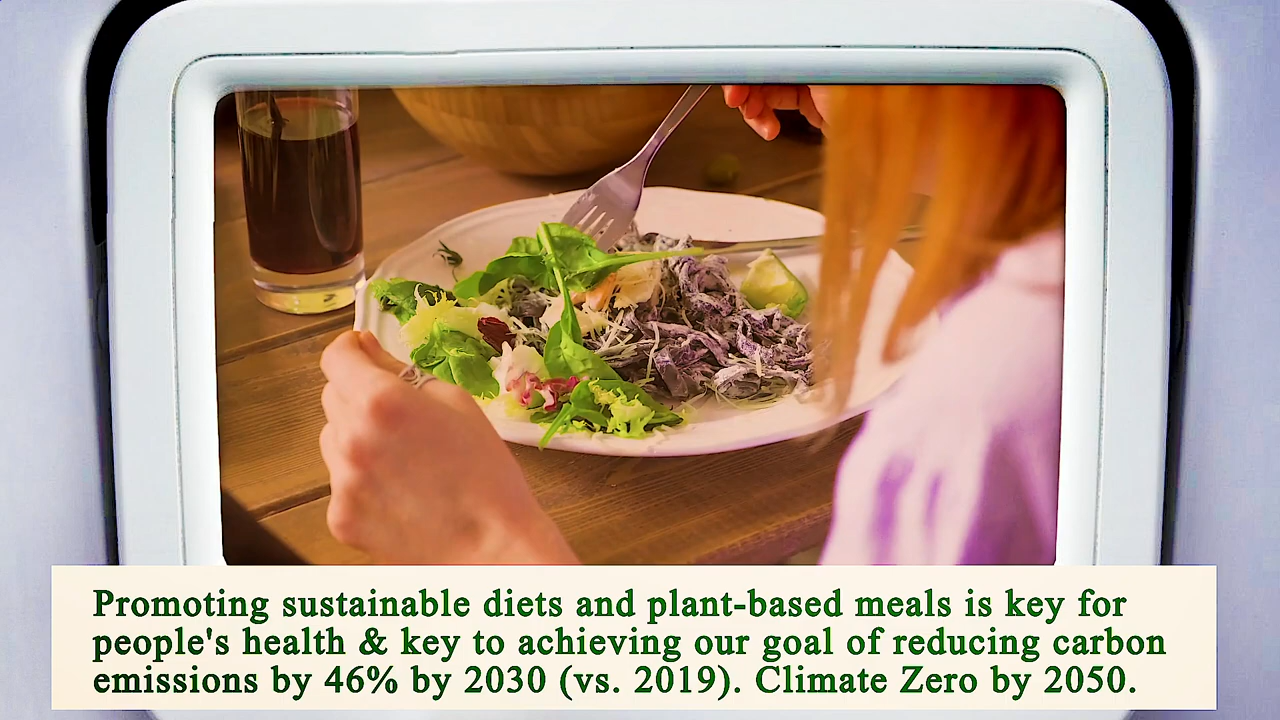 Promoting sustainable diets and plant-based meals is key for
people's health & key to achieving our goal of reducing carbon
emissions by 46% by 2030 (vs. 2019). Climate Zero by 2050.